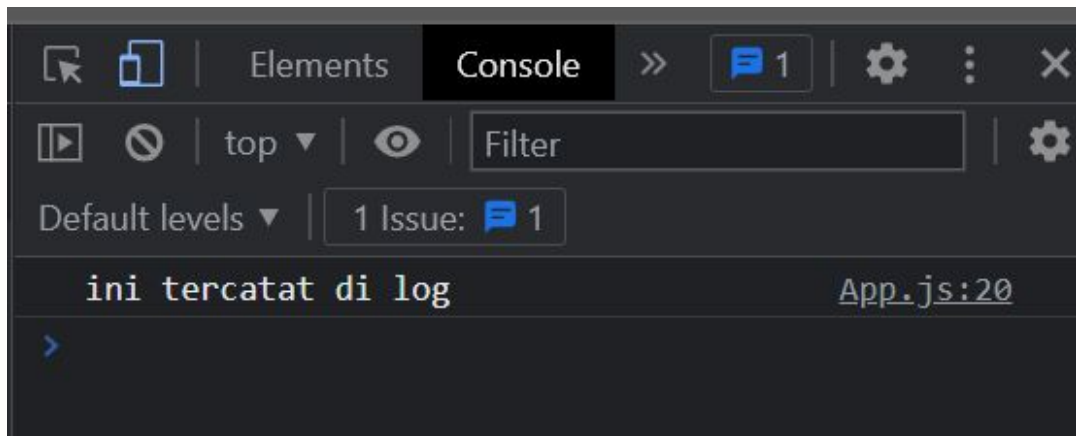 Elements Console » 1
top ▼ Filter
Default levels ▼ 1 Issue: 1
ini tercatat di log App.js:20
>